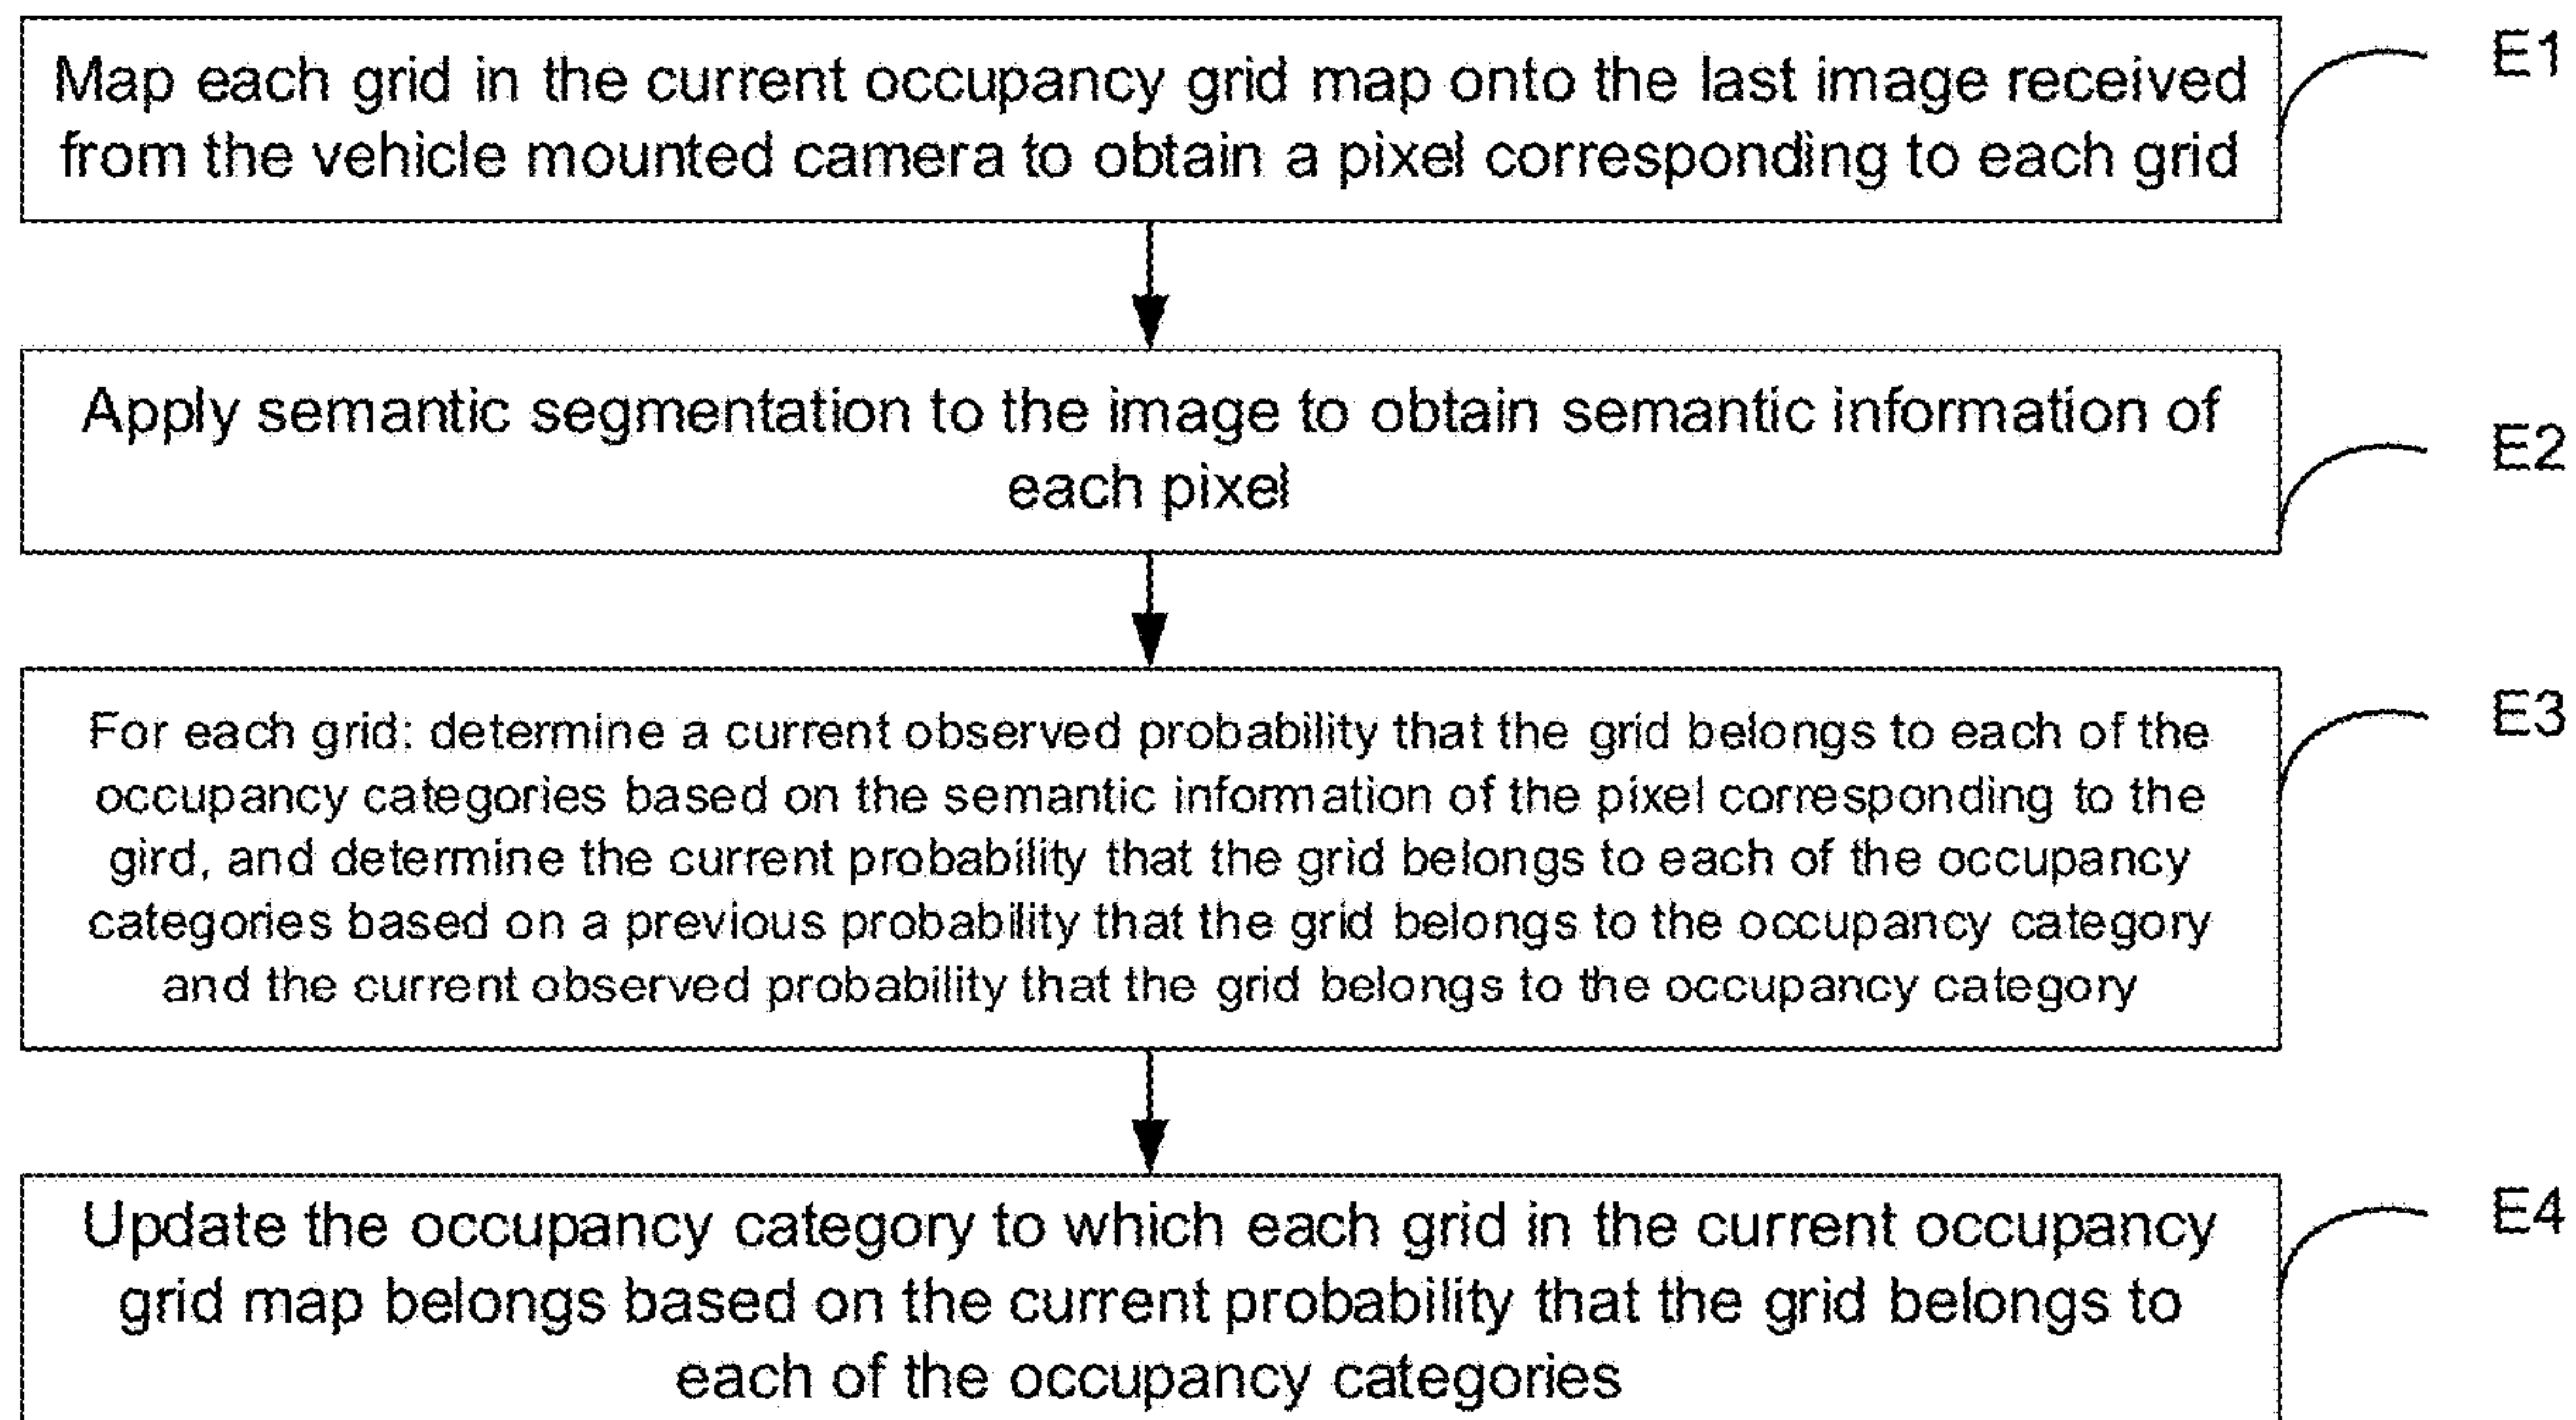 Map each grid in the current occupancy grid map onto the last image received
from the vehicle mounted camera to obtain a pixel corresponding to each grid
E1
Apply semantic segmentation to the image to obtain semantic information of
each pixel
E2
For each grid: determine a current observed probability that the grid belongs to each of the
occupancy categories based on the semantic information of the pixel corresponding to the
gird, and determine the current probability that the grid belongs to each of the occupancy
categories based on a previous probability that the grid belongs to the occupancy category
and the current observed probability that the grid belongs to the occupancy category
E3
Update the occupancy category to which each grid in the current occupancy
grid map belongs based on the current probability that the grid belongs to
each of the occupancy categories
E4